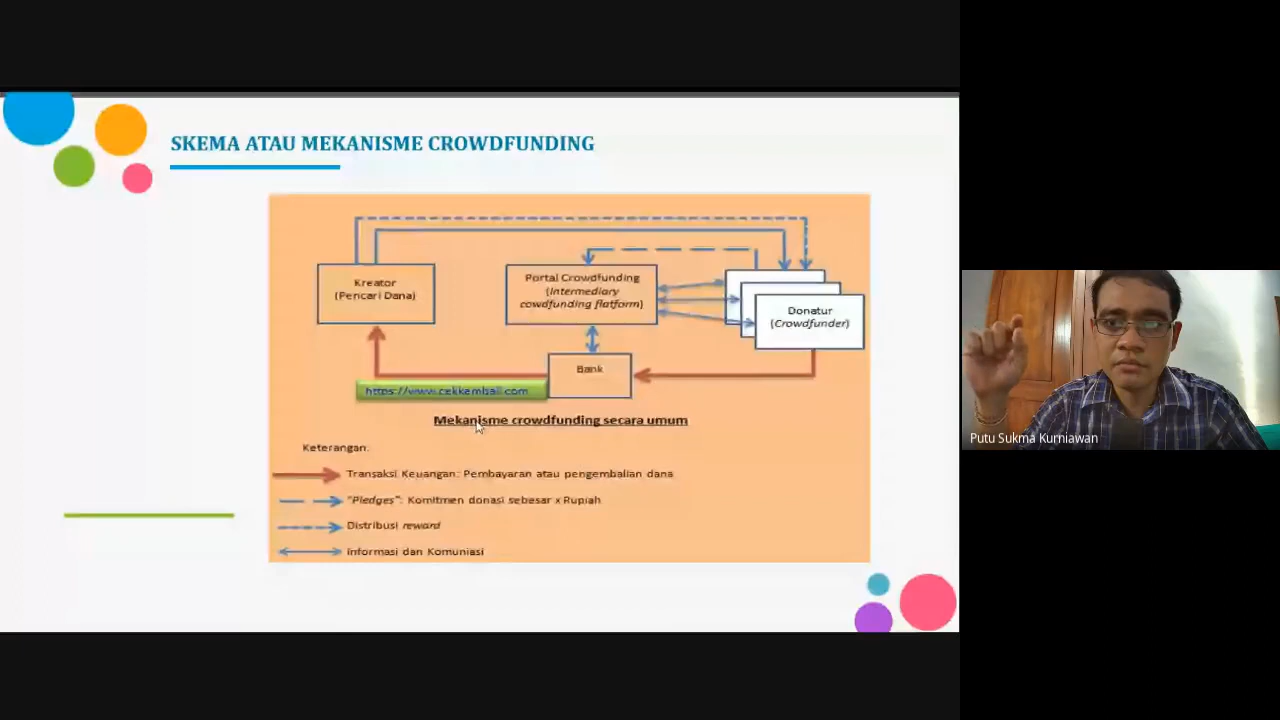 SKEMA ATAU MEKANISME CROWDFUNDING
Kreator
(Pencari Dana)
Portal Crowdfunding
(Intermediary
cowdfunding flatform)
Donatur
(Crowdfunder)
Bank
https://www.cekkembali.com
Mekanisme crowdfunding secara umum
Keterangan:
Transaksi Keuangan: Pembayaran atau pengembalian dana
"Pledges": Komitmen donasi sebesar x Rupiah
Distribusi reward
Informasi dan Komuniasi
Putu Sukma Kurniawan